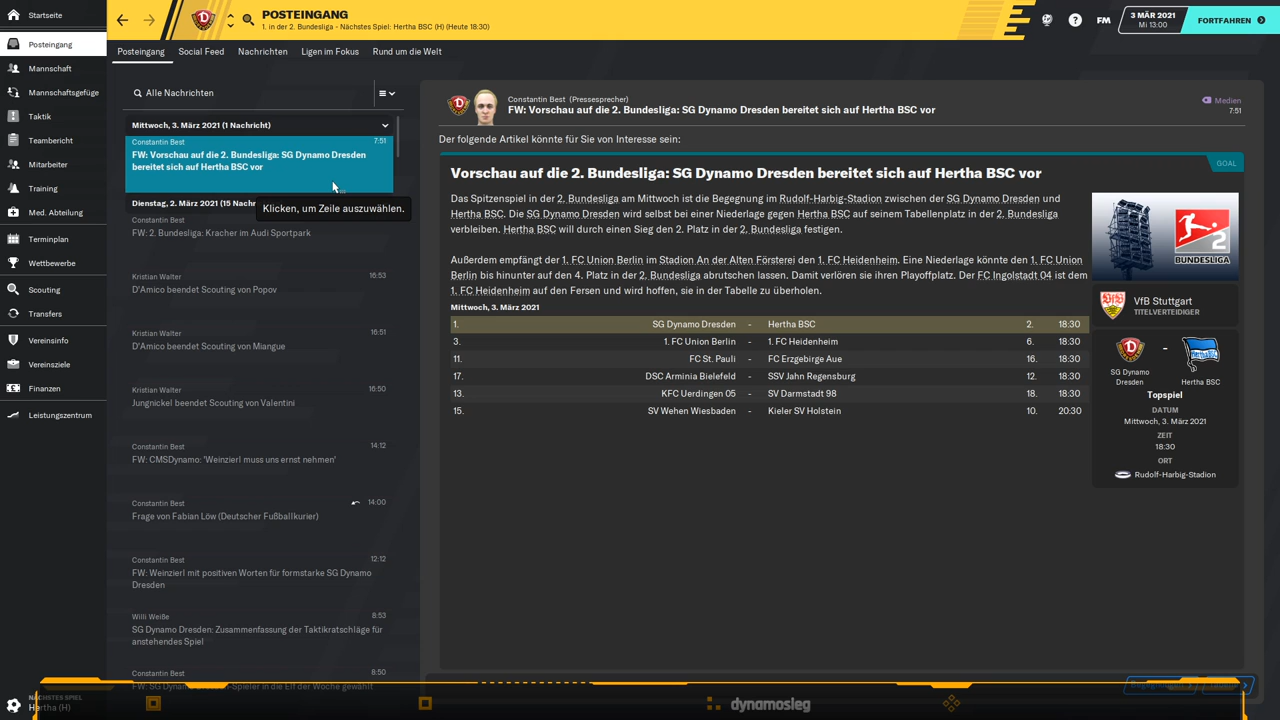 Startseite
Posteingang
Mannschaft
Mannschaftsgefüge
Taktik
Teambericht
Mitarbeiter
Training
Med. Abteilung
Terminplan
Wettbewerbe
Scouting
Transfers
Vereinsinfo
Vereinsziele
Finanzen
Leistungszentrum
NÄCHSTES SPIEL
Hertha (H)
POSTEINGANG
1. in der 2. Bundesliga - Nächstes Spiel: Hertha BSC (H) (Heute 18:30)
FM
3 MÄR 2021
Mi 13:00
FORTFAHREN
Posteingang Social Feed Nachrichten Ligen im Fokus Rund um die Welt
Alle Nachrichten
Mittwoch, 3. März 2021 (1 Nachricht)
Constantin Best 7:51
FW: Vorschau auf die 2. Bundesliga: SG Dynamo Dresden
bereitet sich auf Hertha BSC vor
Klicken, um Zeile auszuwählen.
Dienstag, 2. März 2021 (15 Nachr
Constantin Best
FW: 2. Bundesliga: Kracher im Audi Sportpark
Kristian Walter 16:53
D'Amico beendet Scouting von Popov
Kristian Walter 16:51
D'Amico beendet Scouting von Miangue
Kristian Walter 16:50
Jungnickel beendet Scouting von Valentini
Constantin Best 14:12
FW: CMSDynamo: 'Weinzierl muss uns ernst nehmen'
Constantin Best 14:00
Frage von Fabian Löw (Deutscher Fußballkurier)
Constantin Best 12:12
FW: Weinzierl mit positiven Worten für formstarke SG Dynamo
Dresden
Willi Weiße 8:53
SG Dynamo Dresden: Zusammenfassung der Taktikratschläge für
anstehendes Spiel
Constantin Best 8:50
FW: SG Dynamo Dresden-Spieler in die Elf der Woche gewählt
Constantin Best (Pressesprecher)
FW: Vorschau auf die 2. Bundesliga: SG Dynamo Dresden bereitet sich auf Hertha BSC vor
Medien
7:51
Der folgende Artikel könnte für Sie von Interesse sein:
GOAL
Vorschau auf die 2. Bundesliga: SG Dynamo Dresden bereitet sich auf Hertha BSC vor
Das Spitzenspiel in der 2. Bundesliga am Mittwoch ist die Begegnung im Rudolf-Harbig-Stadion zwischen der SG Dynamo Dresden und
Hertha BSC. Die SG Dynamo Dresden wird selbst bei einer Niederlage gegen Hertha BSC auf seinem Tabellenplatz in der 2. Bundesliga
verbleiben. Hertha BSC will durch einen Sieg den 2. Platz in der 2. Bundesliga festigen.
Außerdem empfängt der 1. FC Union Berlin im Stadion An der Alten Försterei den 1. FC Heidenheim. Eine Niederlage könnte den 1. FC Union
Berlin bis hinunter auf den 4. Platz in der 2. Bundesliga abrutschen lassen. Damit verlören sie ihren Playoffplatz. Der FC Ingolstadt 04 ist dem
1. FC Heidenheim auf den Fersen und wird hoffen, sie in der Tabelle zu überholen.
Mittwoch, 3. März 2021
1. SG Dynamo Dresden - Hertha BSC 2. 18:30
3. 1. FC Union Berlin - 1. FC Heidenheim 6. 18:30
11. FC St. Pauli - FC Erzgebirge Aue 16. 18:30
17. DSC Arminia Bielefeld - SSV Jahn Regensburg 12. 18:30
13. KFC Uerdingen 05 - SV Darmstadt 98 18. 18:30
15. SV Wehen Wiesbaden - Kieler SV Holstein 10. 20:30
2
BUNDESLIGA
VfB Stuttgart
TITELVERTEIDIGER
SG Dynamo
Dresden
-
Hertha BSC
Topspiel
DATUM
Mittwoch, 3. März 2021
ZEIT
18:30
ORT
Rudolf-Harbig-Stadion
dynamosleg